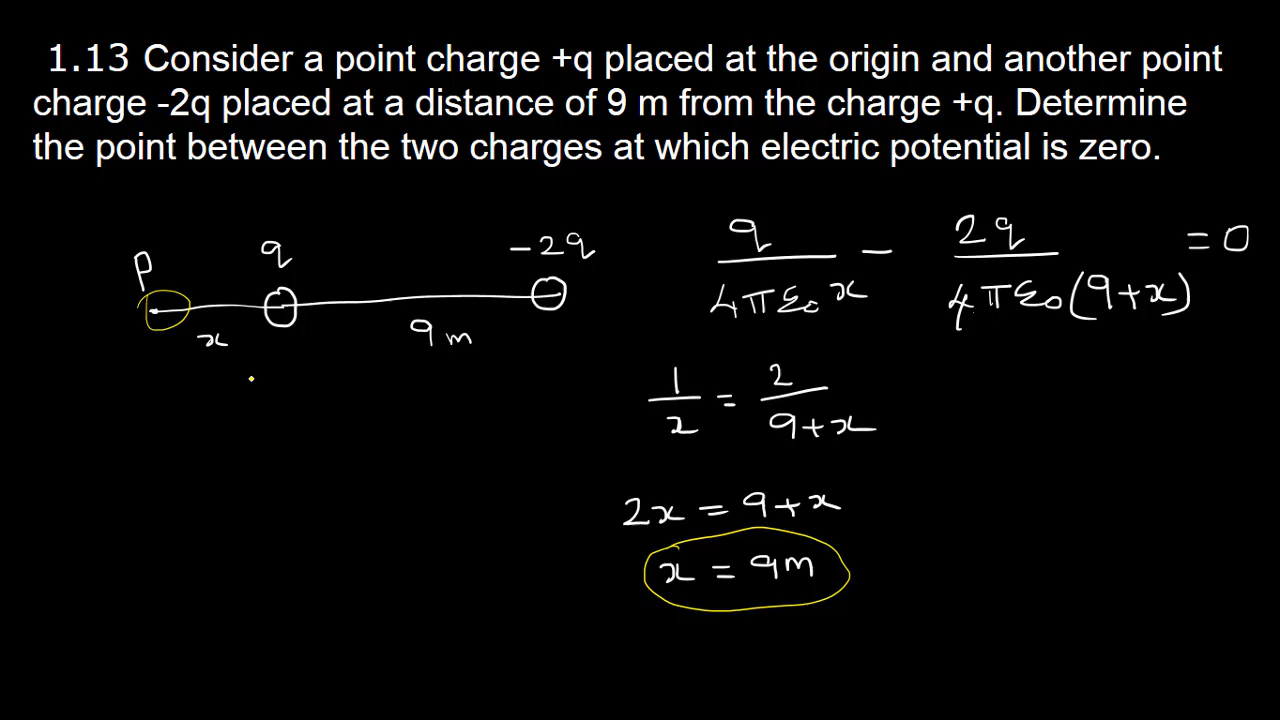 1.13 Consider a point charge +q placed at the origin and another point
charge -2q placed at a distance of 9 m from the charge +q. Determine
the point between the two charges at which electric potential is zero.
P q -2q
x 9m
q/4πε₀x - 2q/4πε₀(9+x) = 0
1/x = 2/9+x
2x = 9+x
x = 9m